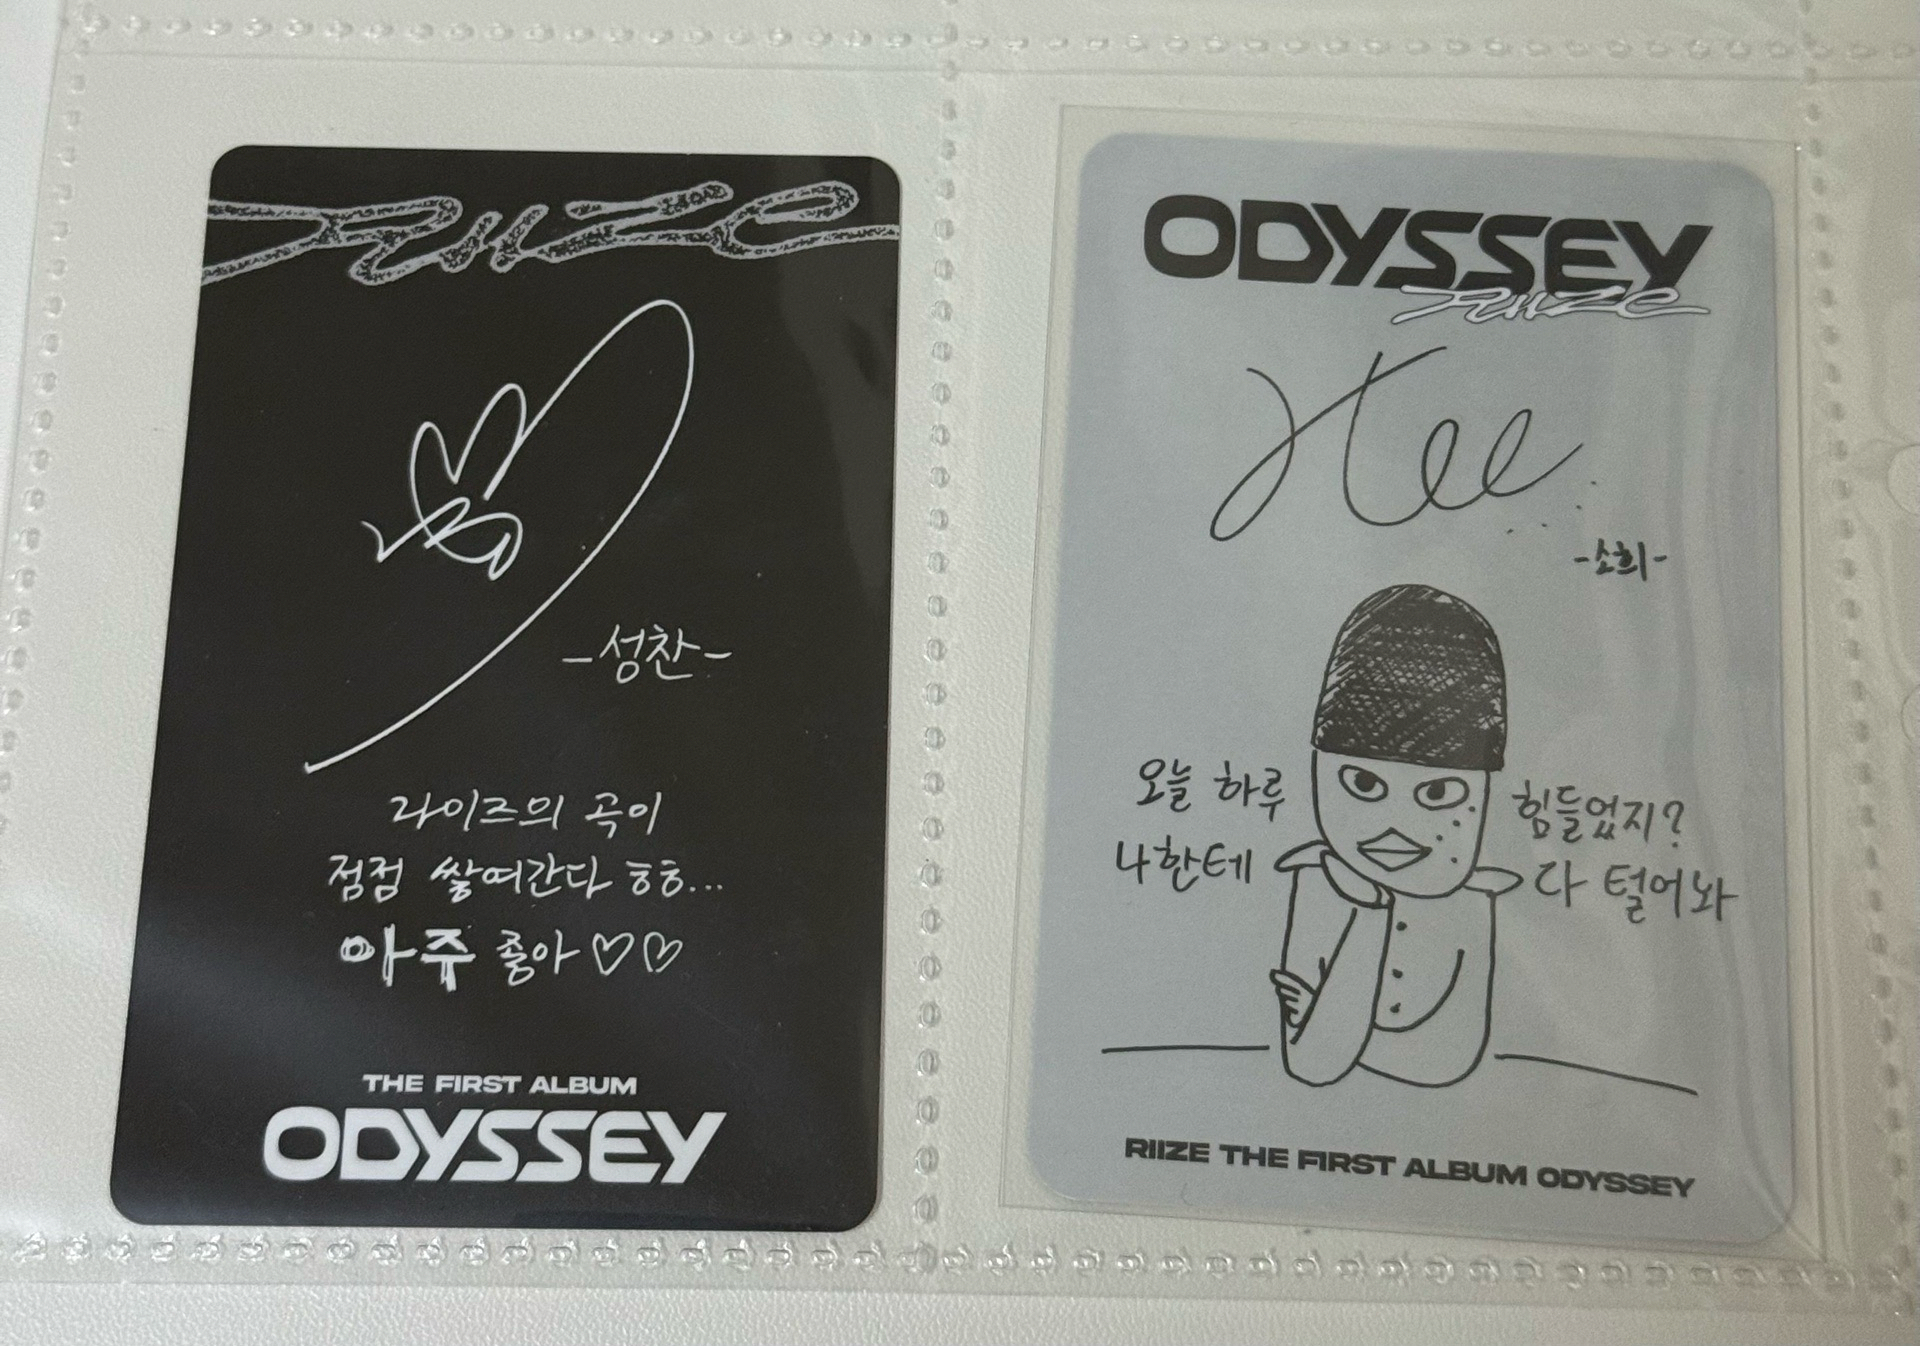 RIIZE
-성찬-
라이즈의 곡이
점점 쌓여간다 ㅎㅎ...
아주 좋아♡♡
THE FIRST ALBUM
ODYSSEY
ODYSSEY
RIIZE
Hee
-소희-
오늘 하루 힘들었지?
나한테 다 털어놔
RIIZE THE FIRST ALBUM ODYSSEY